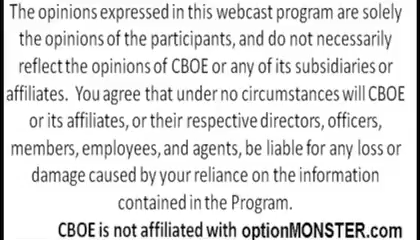 The opinions expressed in this webcast program are solely
the opinions of the participants, and do not necessarily
reflect the opinions of CBOE or any of its subsidiaries or
affiliates. You agree that under no circumstances will CBOE
or its affiliates, or their respective directors, officers,
members, employees, and agents, be liable for any loss or
damage caused by your reliance on the information
contained in the Program.
CBOE is not affiliated with optionMONSTER.com